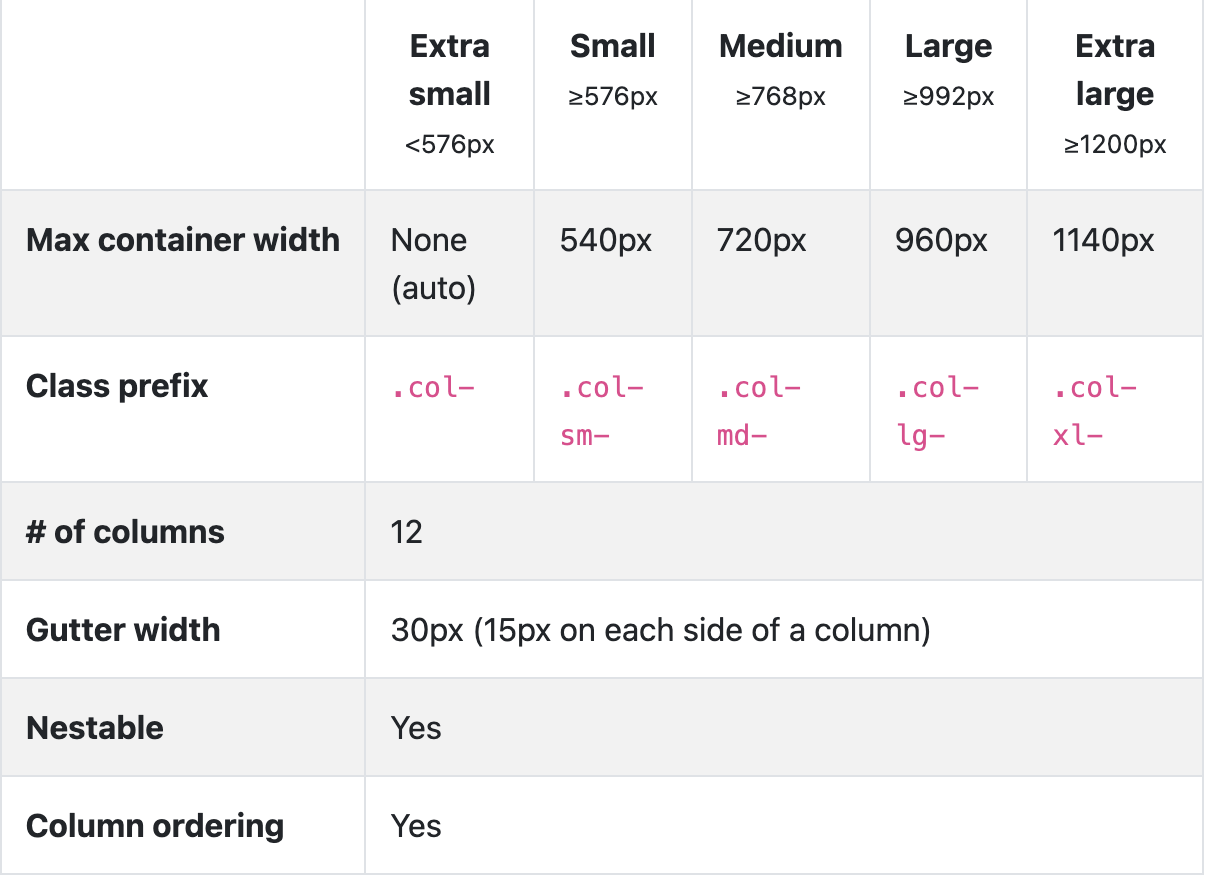 Extra small <576px
Small ≥576px
Medium ≥768px
Large ≥992px
Extra large ≥1200px
Max container width
None (auto)
540px
720px
960px
1140px
Class prefix
.col-
.col-sm-
.col-md-
.col-lg-
.col-xl-
# of columns
12
Gutter width
30px (15px on each side of a column)
Nestable
Yes
Column ordering
Yes